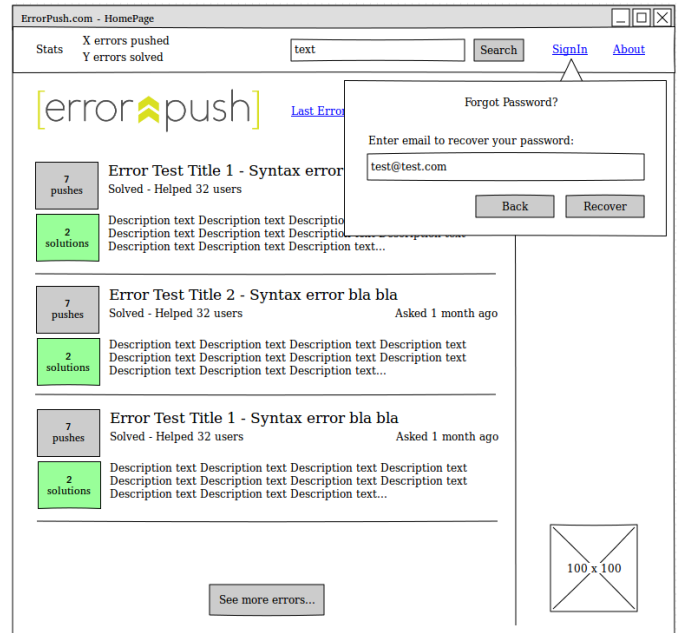 ErrorPush.com - HomePage
Stats
X errors pushed
Y errors solved
text
Search
SignIn
About
[error push]
Last Erro
Forgot Password?
Enter email to recover your password:
test@test.com
Back
Recover
7
pushes
Error Test Title 1 - Syntax error
Solved - Helped 32 users
2
solutions
Description text Description text Descriptio
Description text Description text Description text Description text
Description text Description text Description text...
7
pushes
Error Test Title 2 - Syntax error bla bla
Solved - Helped 32 users
Asked 1 month ago
2
solutions
Description text Description text Description text Description text
Description text Description text Description text Description text
Description text Description text Description text...
7
pushes
Error Test Title 1 - Syntax error bla bla
Solved - Helped 32 users
Asked 1 month ago
2
solutions
Description text Description text Description text Description text
Description text Description text Description text Description text
Description text Description text Description text...
100 x 100
See more errors...